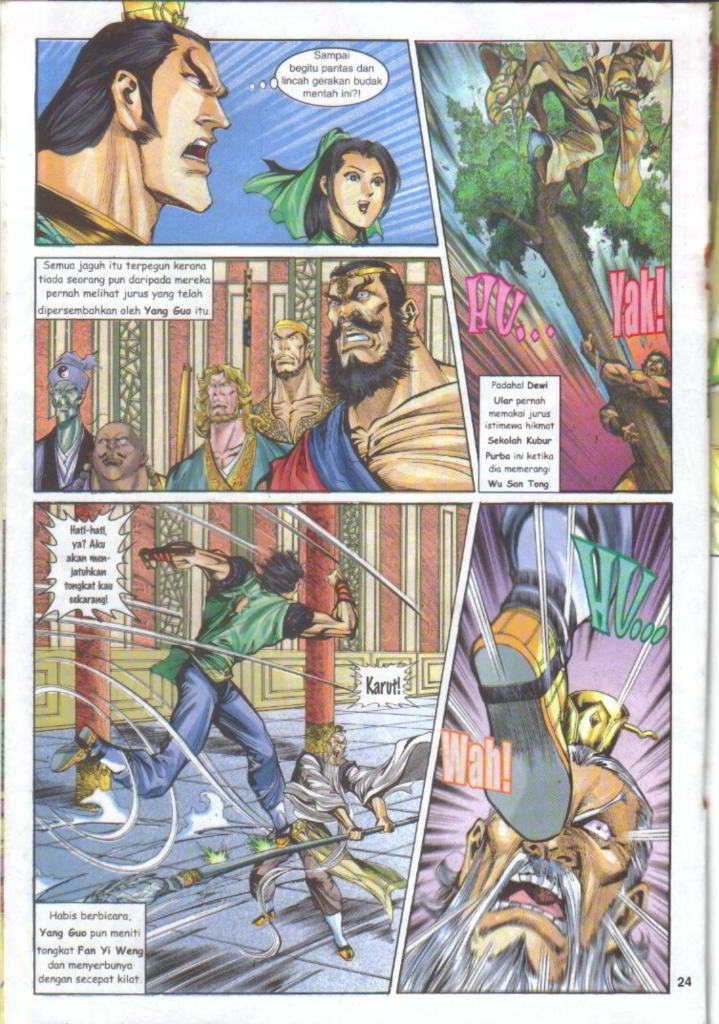 Sampai
begitu pantas dan
lincah gerakan budak
mentah ini?!
HU...
Yak!
Padahal Dewi
Ular pernah
memakai jurus
istimewa hikmat
Sekolah Kubur
Purba ini ketika
dia memerangi
Wu San Tong.
Semua jaguh itu terpegun kerana
tiada seorang pun daripada mereka
pernah melihat jurus yang telah
dipersembahkan oleh Yang Guo itu.
Hati-hati,
ya? Aku
akan men-
jatuhkan
tongkat kau
sekarang!
Karut!
Habis berbicara,
Yang Guo pun meniti
tongkat Fan Yi Weng
dan menyerbunya
dengan secepat kilat.
HU...
Wah!
24